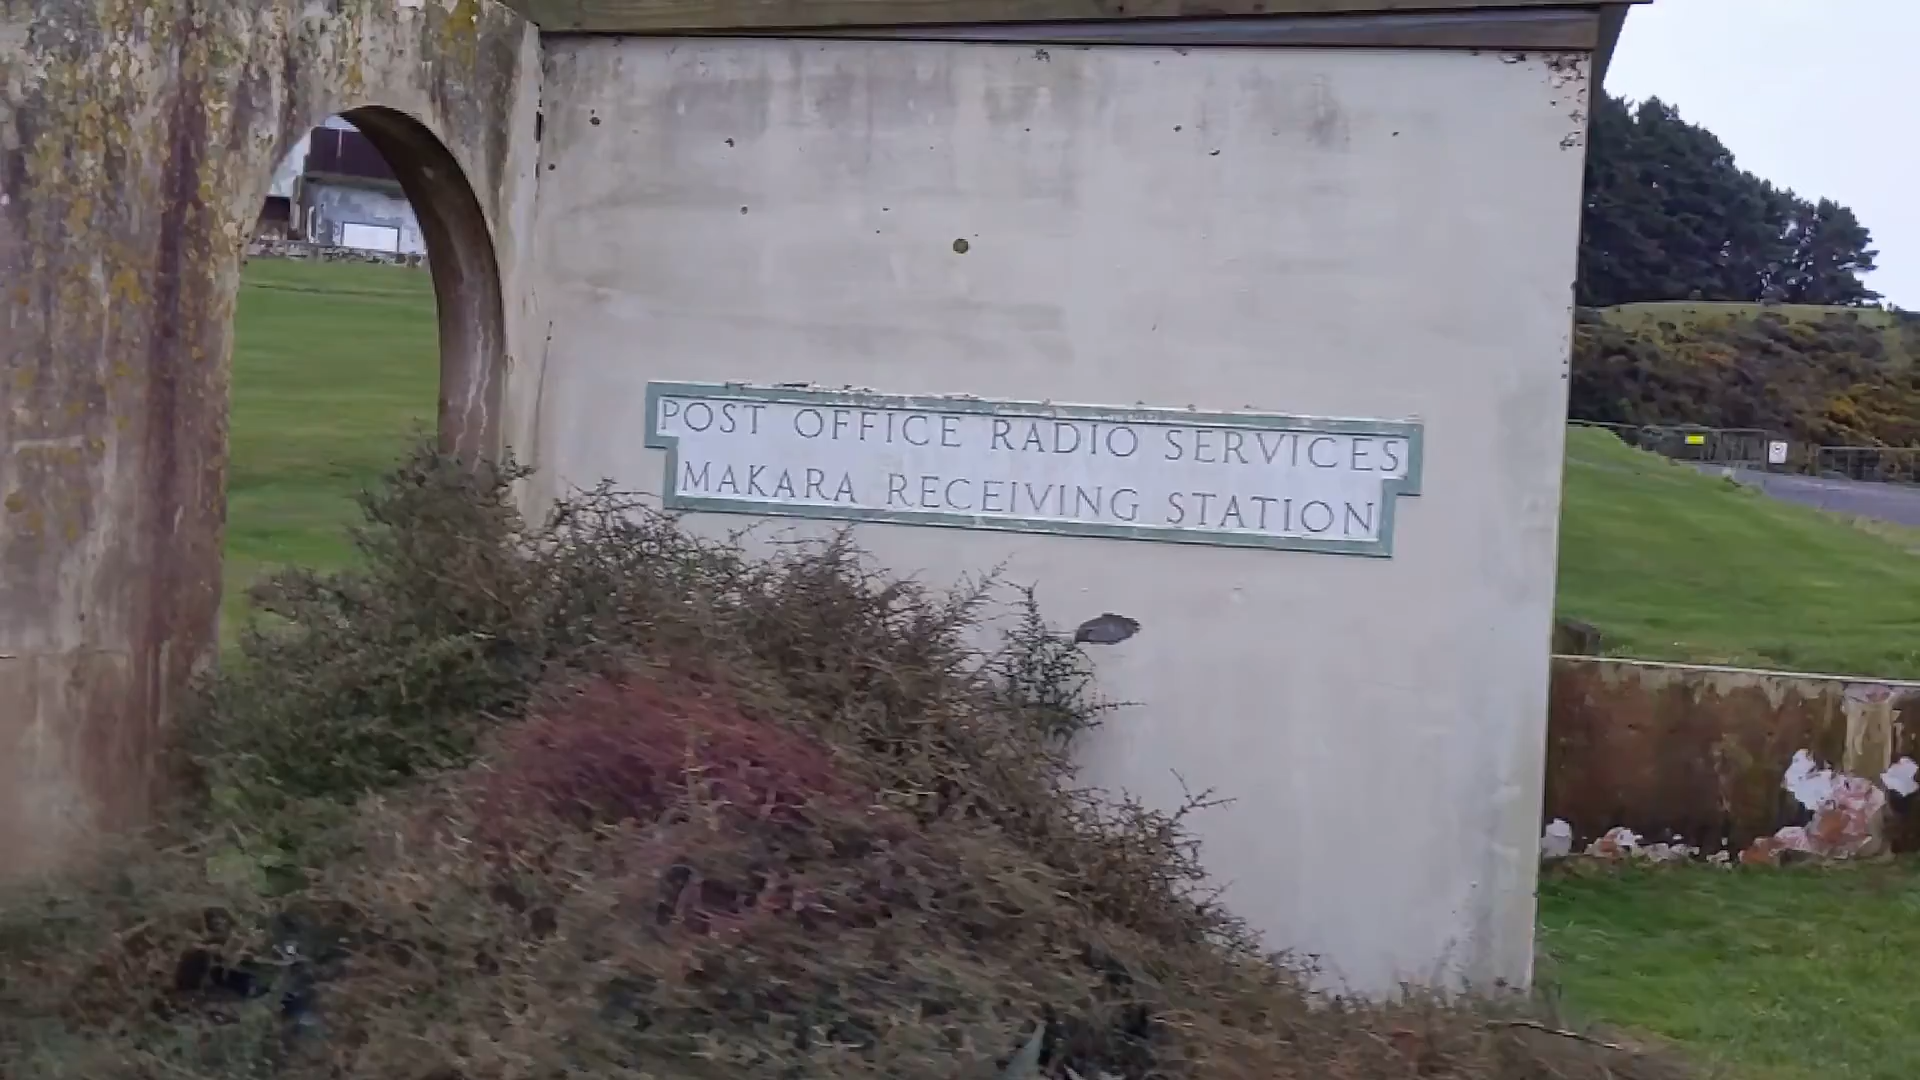 POST OFFICE RADIO SERVICES
MAKARA RECEIVING STATION